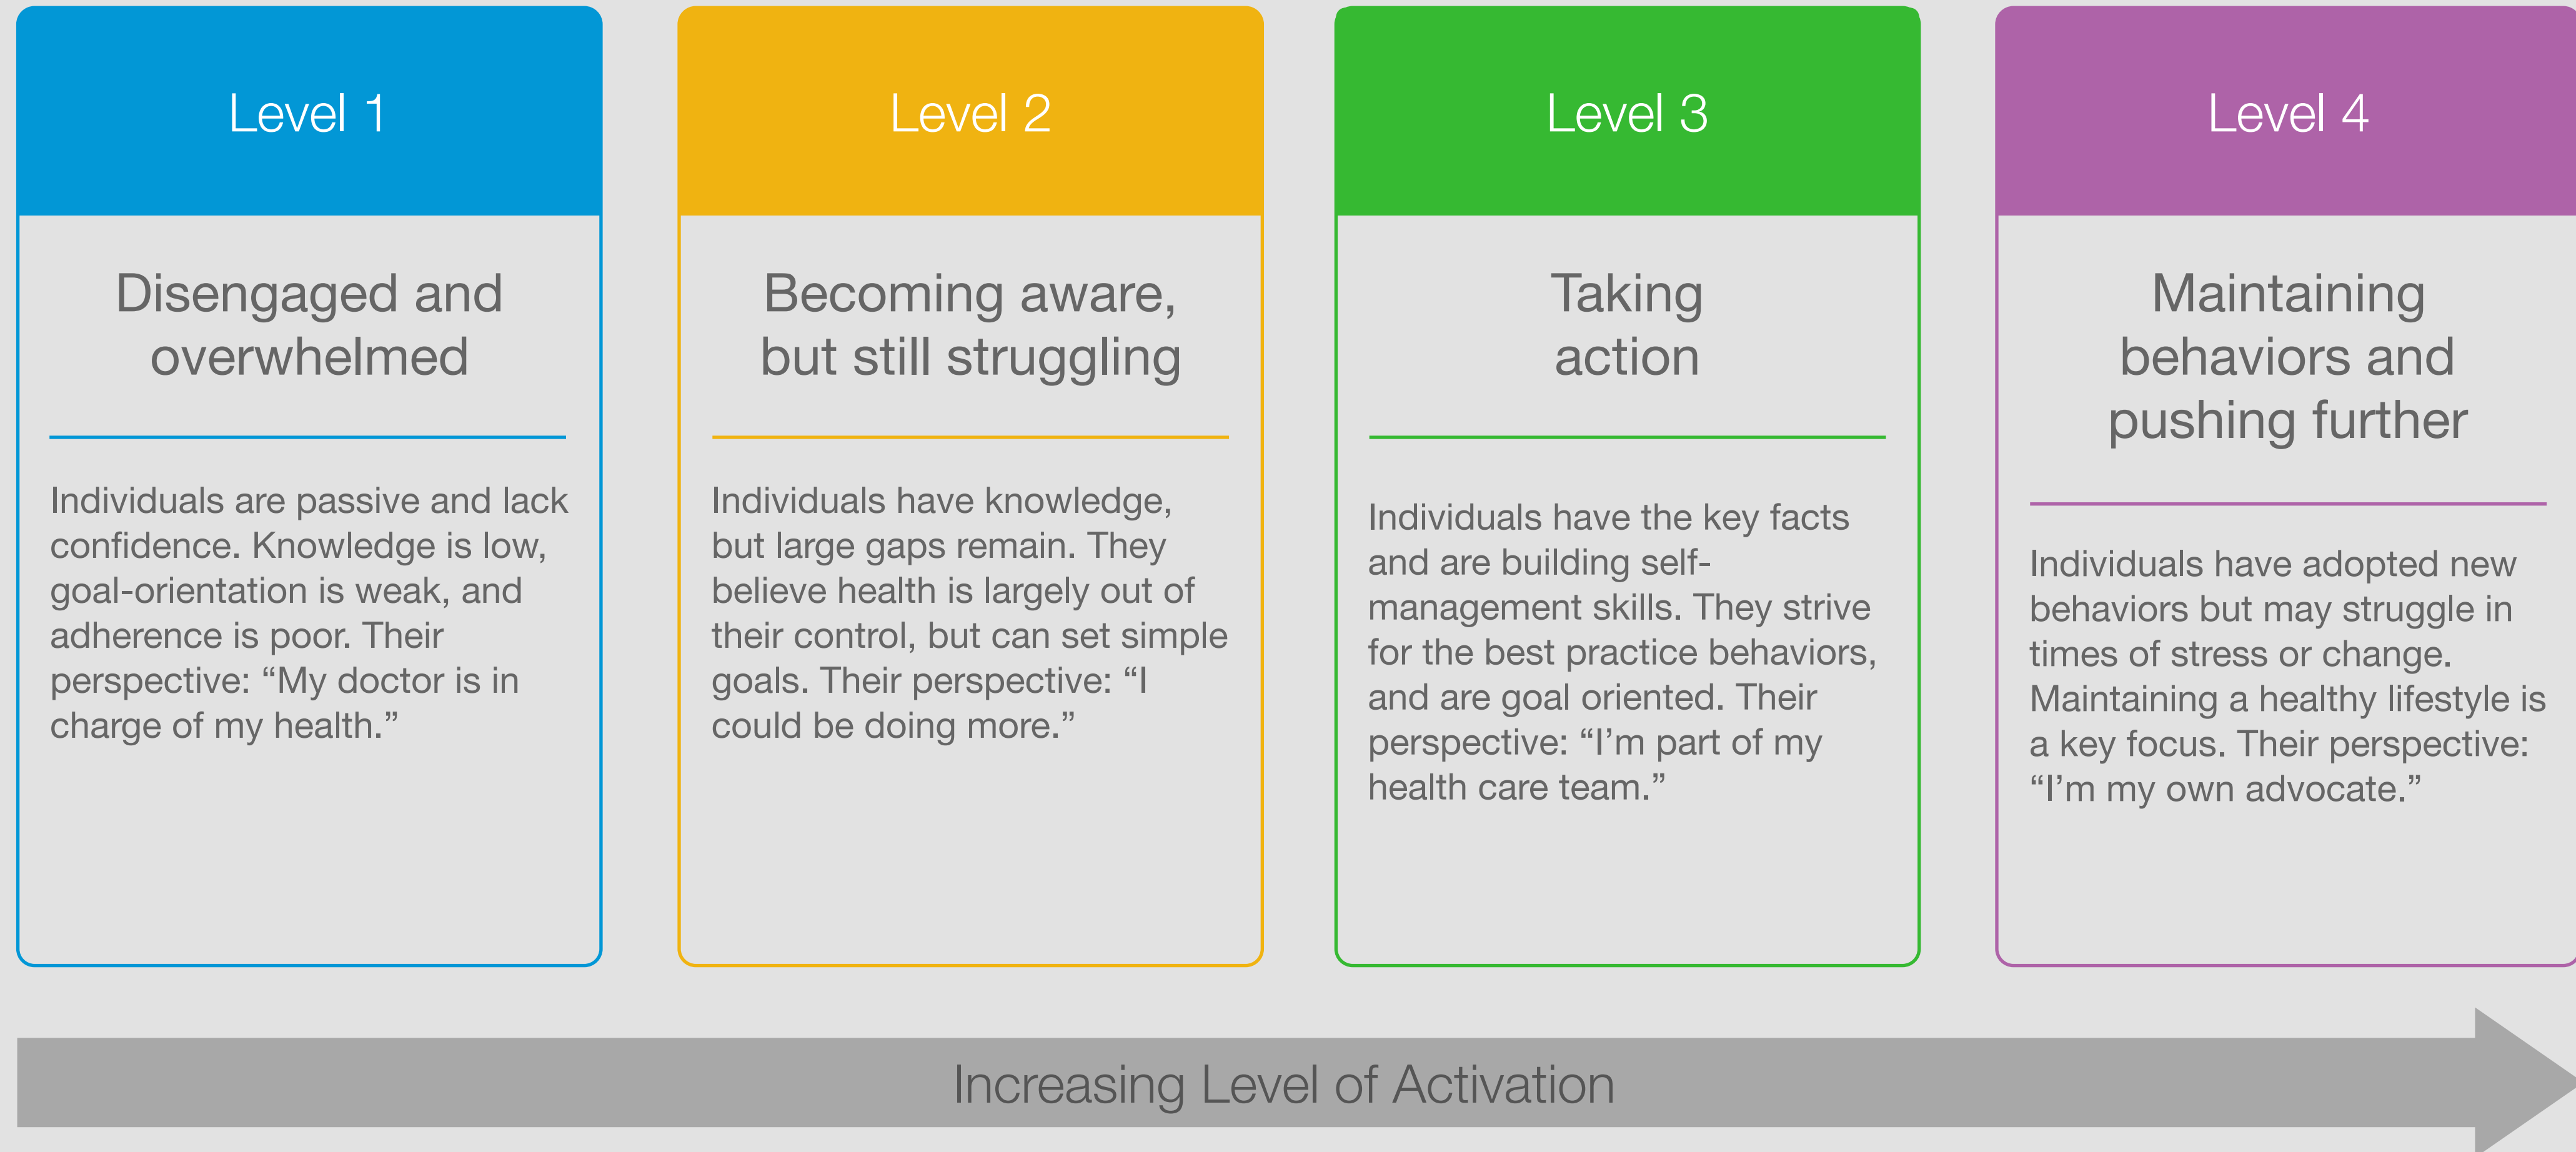 Level 1
Disengaged and
overwhelmed
Individuals are passive and lack
confidence. Knowledge is low,
goal-orientation is weak, and
adherence is poor. Their
perspective: “My doctor is in
charge of my health.”
Level 2
Becoming aware,
but still struggling
Individuals have knowledge,
but large gaps remain. They
believe health is largely out of
their control, but can set simple
goals. Their perspective: “I
could be doing more.”
Level 3
Taking
action
Individuals have the key facts
and are building self-
management skills. They strive
for the best practice behaviors,
and are goal oriented. Their
perspective: “I’m part of my
health care team.”
Level 4
Maintaining
behaviors and
pushing further
Individuals have adopted new
behaviors but may struggle in
times of stress or change.
Maintaining a healthy lifestyle is
a key focus. Their perspective:
“I’m my own advocate.”
Increasing Level of Activation